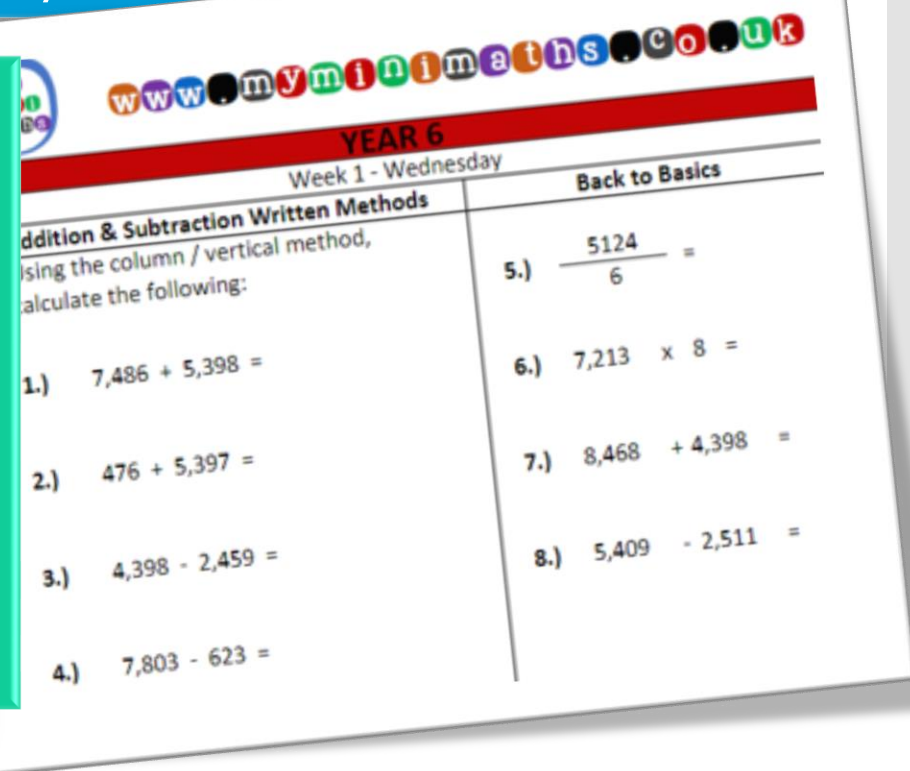 www.myminimaths.co.uk
YEAR 6
Week 1 - Wednesday
ddition & Subtraction Written Methods
sing the column / vertical method,
alculate the following:
1.) 7,486 + 5,398 =
2.) 476 + 5,397 =
3.) 4,398 - 2,459 =
4.) 7,803 - 623 =
Back to Basics
5.) 5124
6 =
6.) 7,213 x 8 =
7.) 8,468 + 4,398 =
8.) 5,409 - 2,511 =